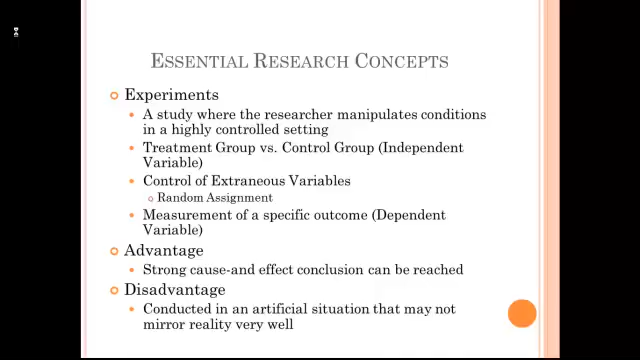 ESSENTIAL RESEARCH CONCEPTS
Experiments
A study where the researcher manipulates conditions
in a highly controlled setting
Treatment Group vs. Control Group (Independent
Variable)
Control of Extraneous Variables
Random Assignment
Measurement of a specific outcome (Dependent
Variable)
Advantage
Strong cause-and effect conclusion can be reached
Disadvantage
Conducted in an artificial situation that may not
mirror reality very well